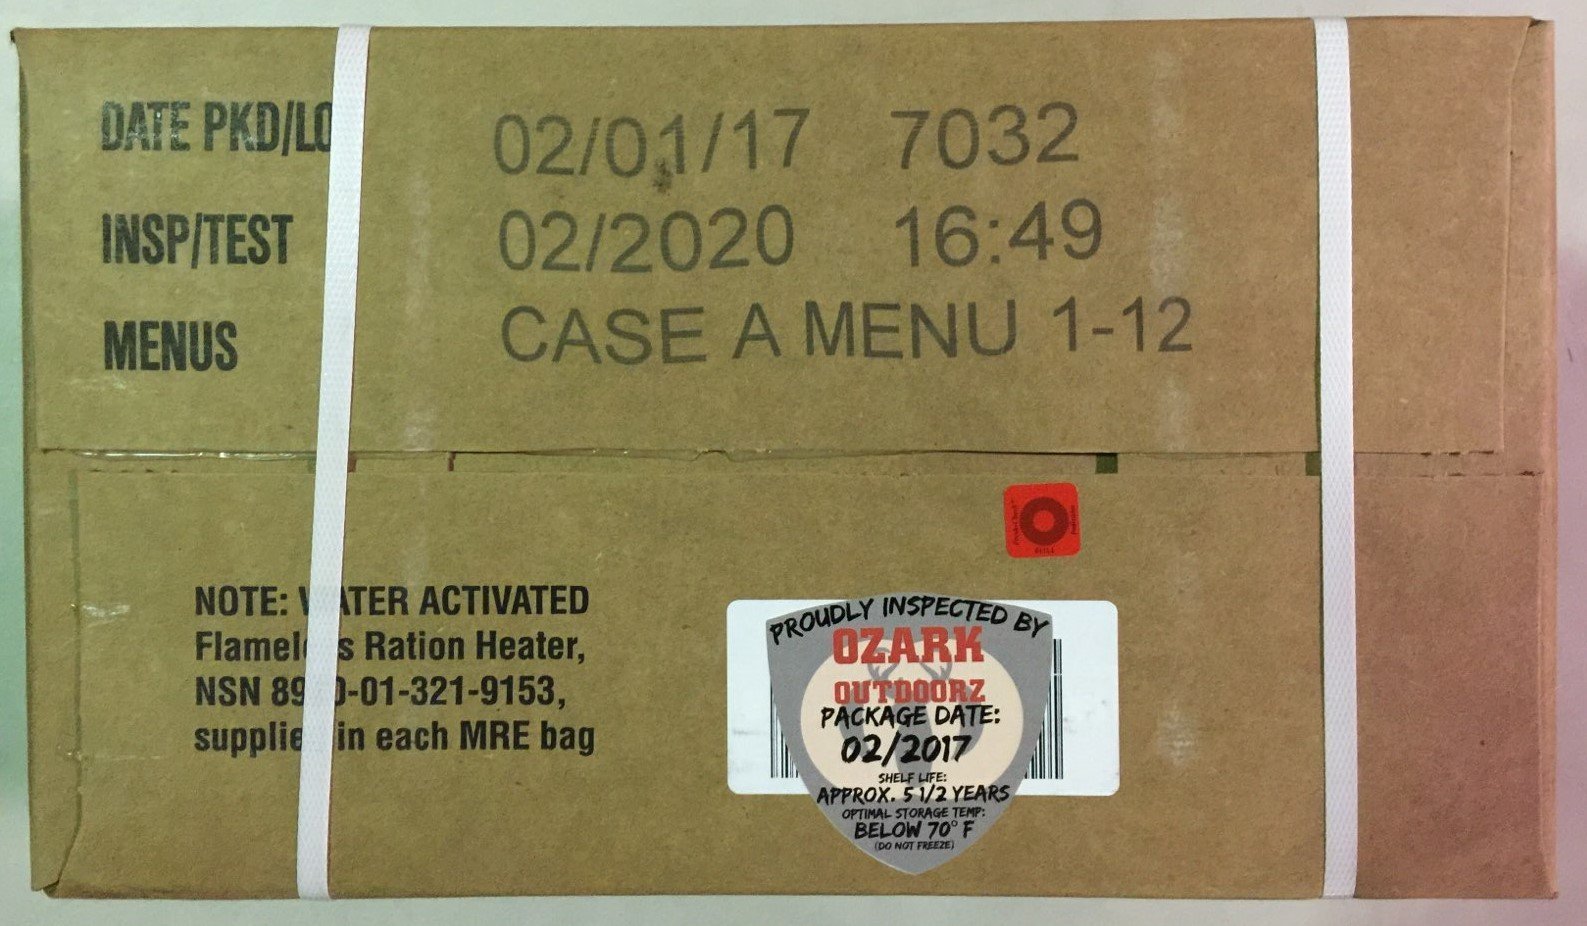 DATE PKD/LO 02/01/17 7032
INSP/TEST 02/2020 16:49
MENUS CASE A MENU 1-12
NOTE: ATER ACTIVATED
Flamel s Ration Heater,
NSN 89 0-01-321-9153,
supplie in each MRE bag
PROUDLY INSPECTED BY
OZARK
OUTDOORZ
PACKAGE DATE:
02/2017
SHELF LIFE:
APPROX. 5 1/2 YEARS
OPTIMAL STORAGE TEMP:
BELOW 70° F
(DO NOT FREEZE)